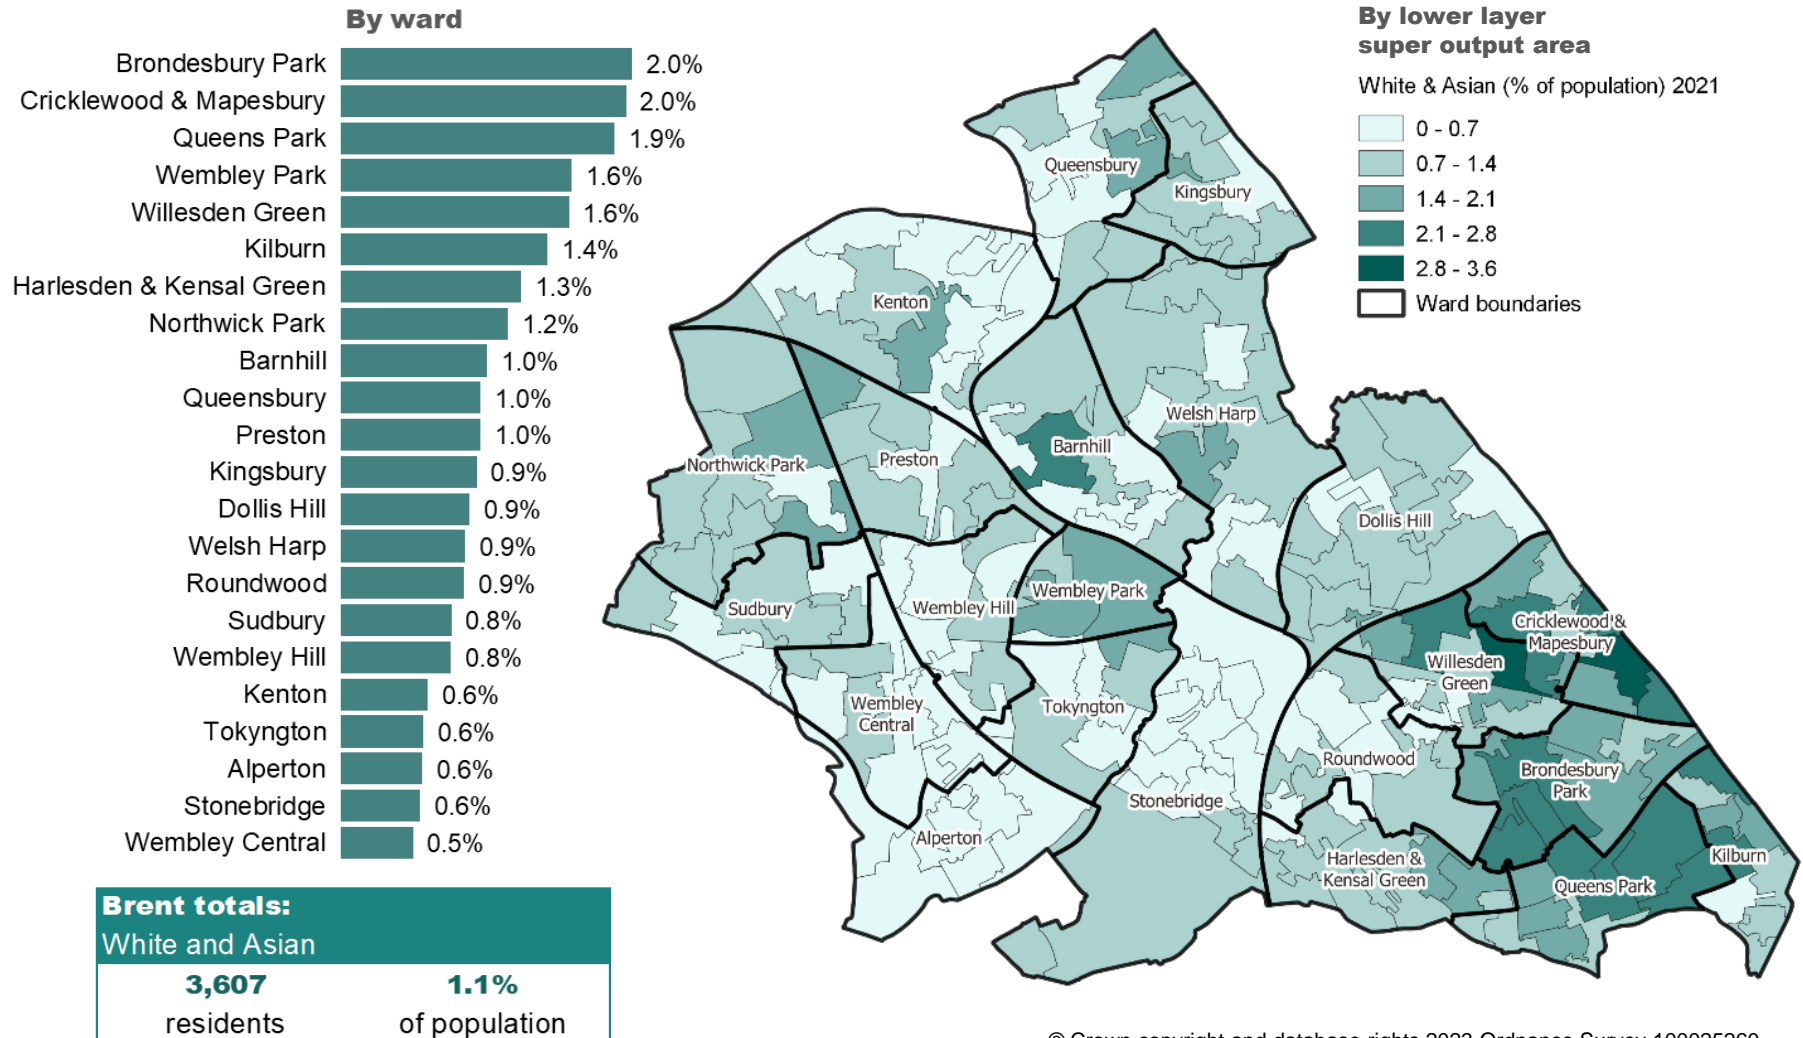 By ward
Brondesbury Park 2.0%
Cricklewood & Mapesbury 2.0%
Queens Park 1.9%
Wembley Park 1.6%
Willesden Green 1.6%
Kilburn 1.4%
Harlesden & Kensal Green 1.3%
Northwick Park 1.2%
Barnhill 1.0%
Queensbury 1.0%
Preston 1.0%
Kingsbury 0.9%
Dollis Hill 0.9%
Welsh Harp 0.9%
Roundwood 0.9%
Sudbury 0.8%
Wembley Hill 0.8%
Kenton 0.6%
Tokyngton 0.6%
Alperton 0.6%
Stonebridge 0.6%
Wembley Central 0.5%
Brent totals:
White and Asian
3,607 1.1%
residents of population
By lower layer
super output area
White & Asian (% of population) 2021
0 - 0.7
0.7 - 1.4
1.4 - 2.1
2.1 - 2.8
2.8 - 3.6
Ward boundaries
Queensbury
Kingsbury
Kenton
Welsh Harp
Barnhill
Preston
Northwick Park
Dollis Hill
Wembley Park
Wembley Hill
Sudbury
Cricklewood &
Mapesbury
Willesden
Green
Wembley
Central
Tokyngton
Roundwood
Brondesbury
Park
Stonebridge
Alperton
Harlesden &
Kensal Green
Queens Park
Kilburn
© Crown copyright and database rights 2023 Ordnance Survey